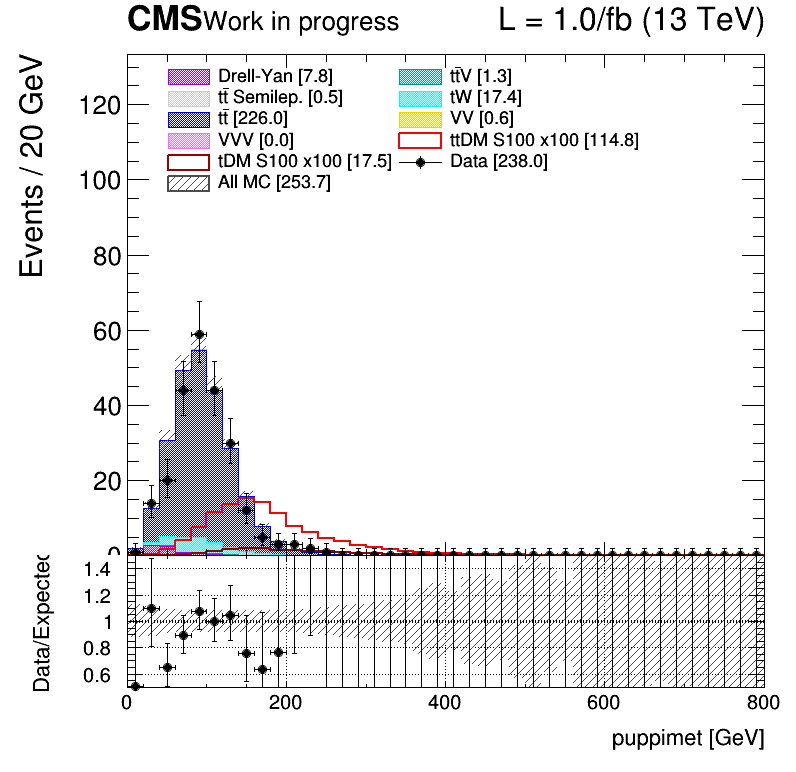 CMS Work in progress L = 1.0/fb (13 TeV)
Events / 20 GeV
Drell-Yan [7.8] tt̄V [1.3]
tt̄ Semilep. [0.5] tW [17.4]
tt̄ [226.0] VV [0.6]
VVV [0.0] ttDM S100 x100 [114.8]
tDM S100 x100 [17.5] Data [238.0]
All MC [253.7]
120
100
80
60
40
20
0
Data/Expected
1.4
1.2
1
0.8
0.6
0 200 400 600 800
puppimet [GeV]